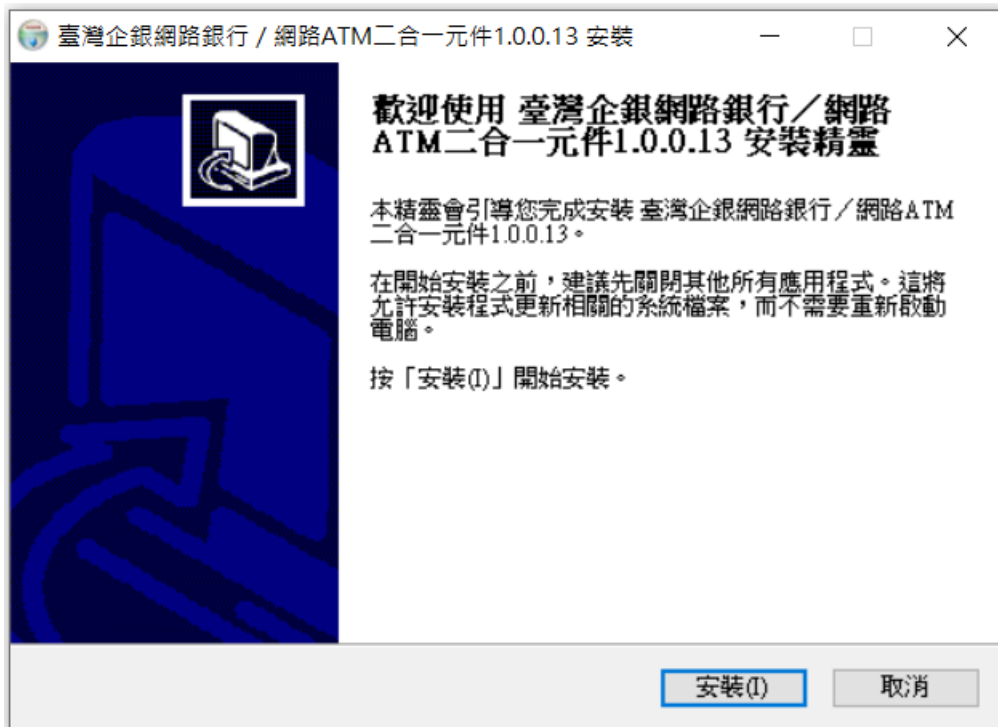 臺灣企銀網路銀行 / 網路ATM二合一元件1.0.0.13 安裝
歡迎使用 臺灣企銀網路銀行／網路
ATM二合一元件1.0.0.13 安裝精靈
本精靈會引導您完成安裝 臺灣企銀網路銀行／網路ATM
二合一元件1.0.0.13。
在開始安裝之前，建議先關閉其他所有應用程式。這將
允許安裝程式更新相關的系統檔案，而不需要重新啟動
電腦。
按「安裝(I)」開始安裝。
安裝(I)
取消